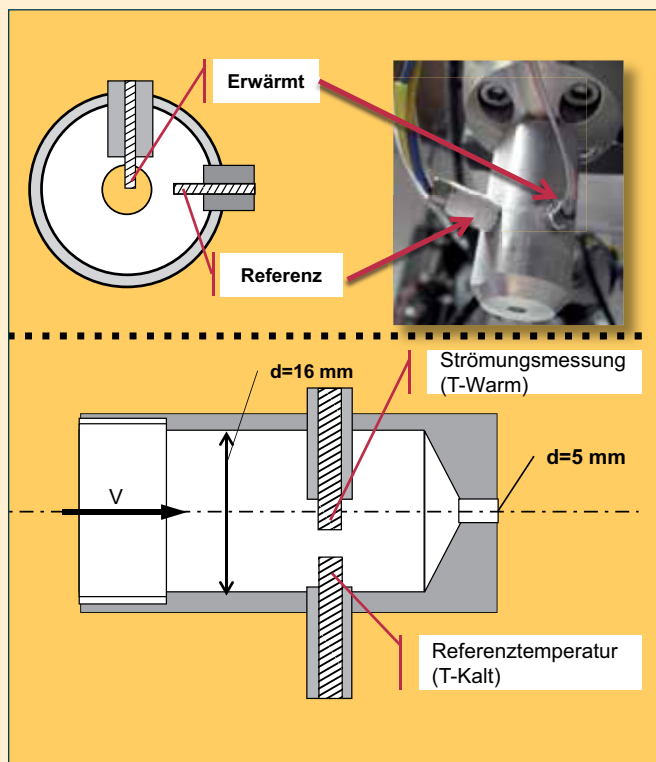 Erwärmt
Referenz
Strömungsmessung
(T-Warm)
d=16 mm
d=5 mm
V
Referenztemperatur
(T-Kalt)